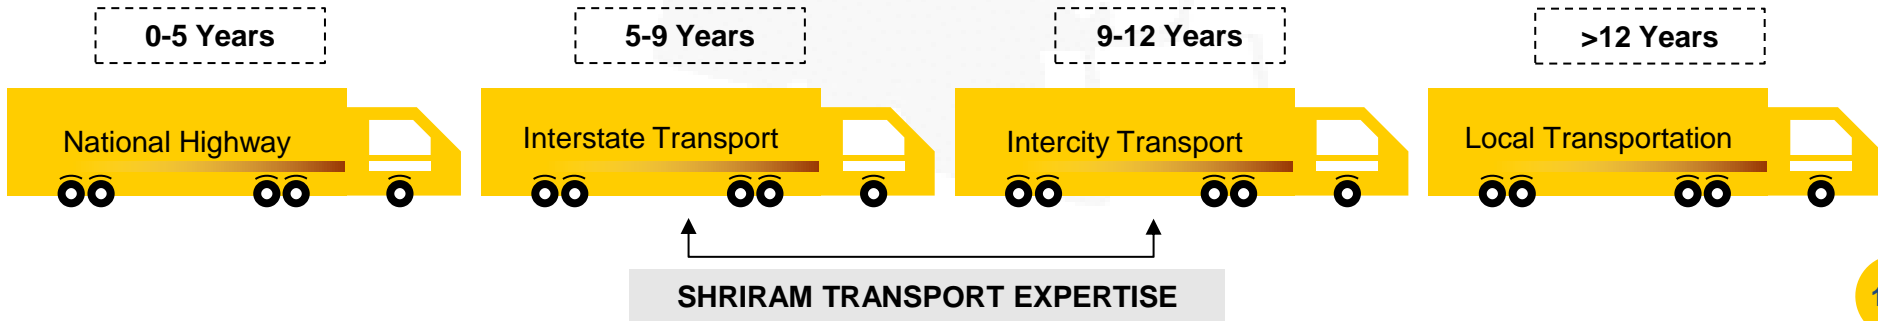 0-5 Years
5-9 Years
9-12 Years
>12 Years
National Highway
Interstate Transport
Intercity Transport
Local Transportation
SHRIRAM TRANSPORT EXPERTISE